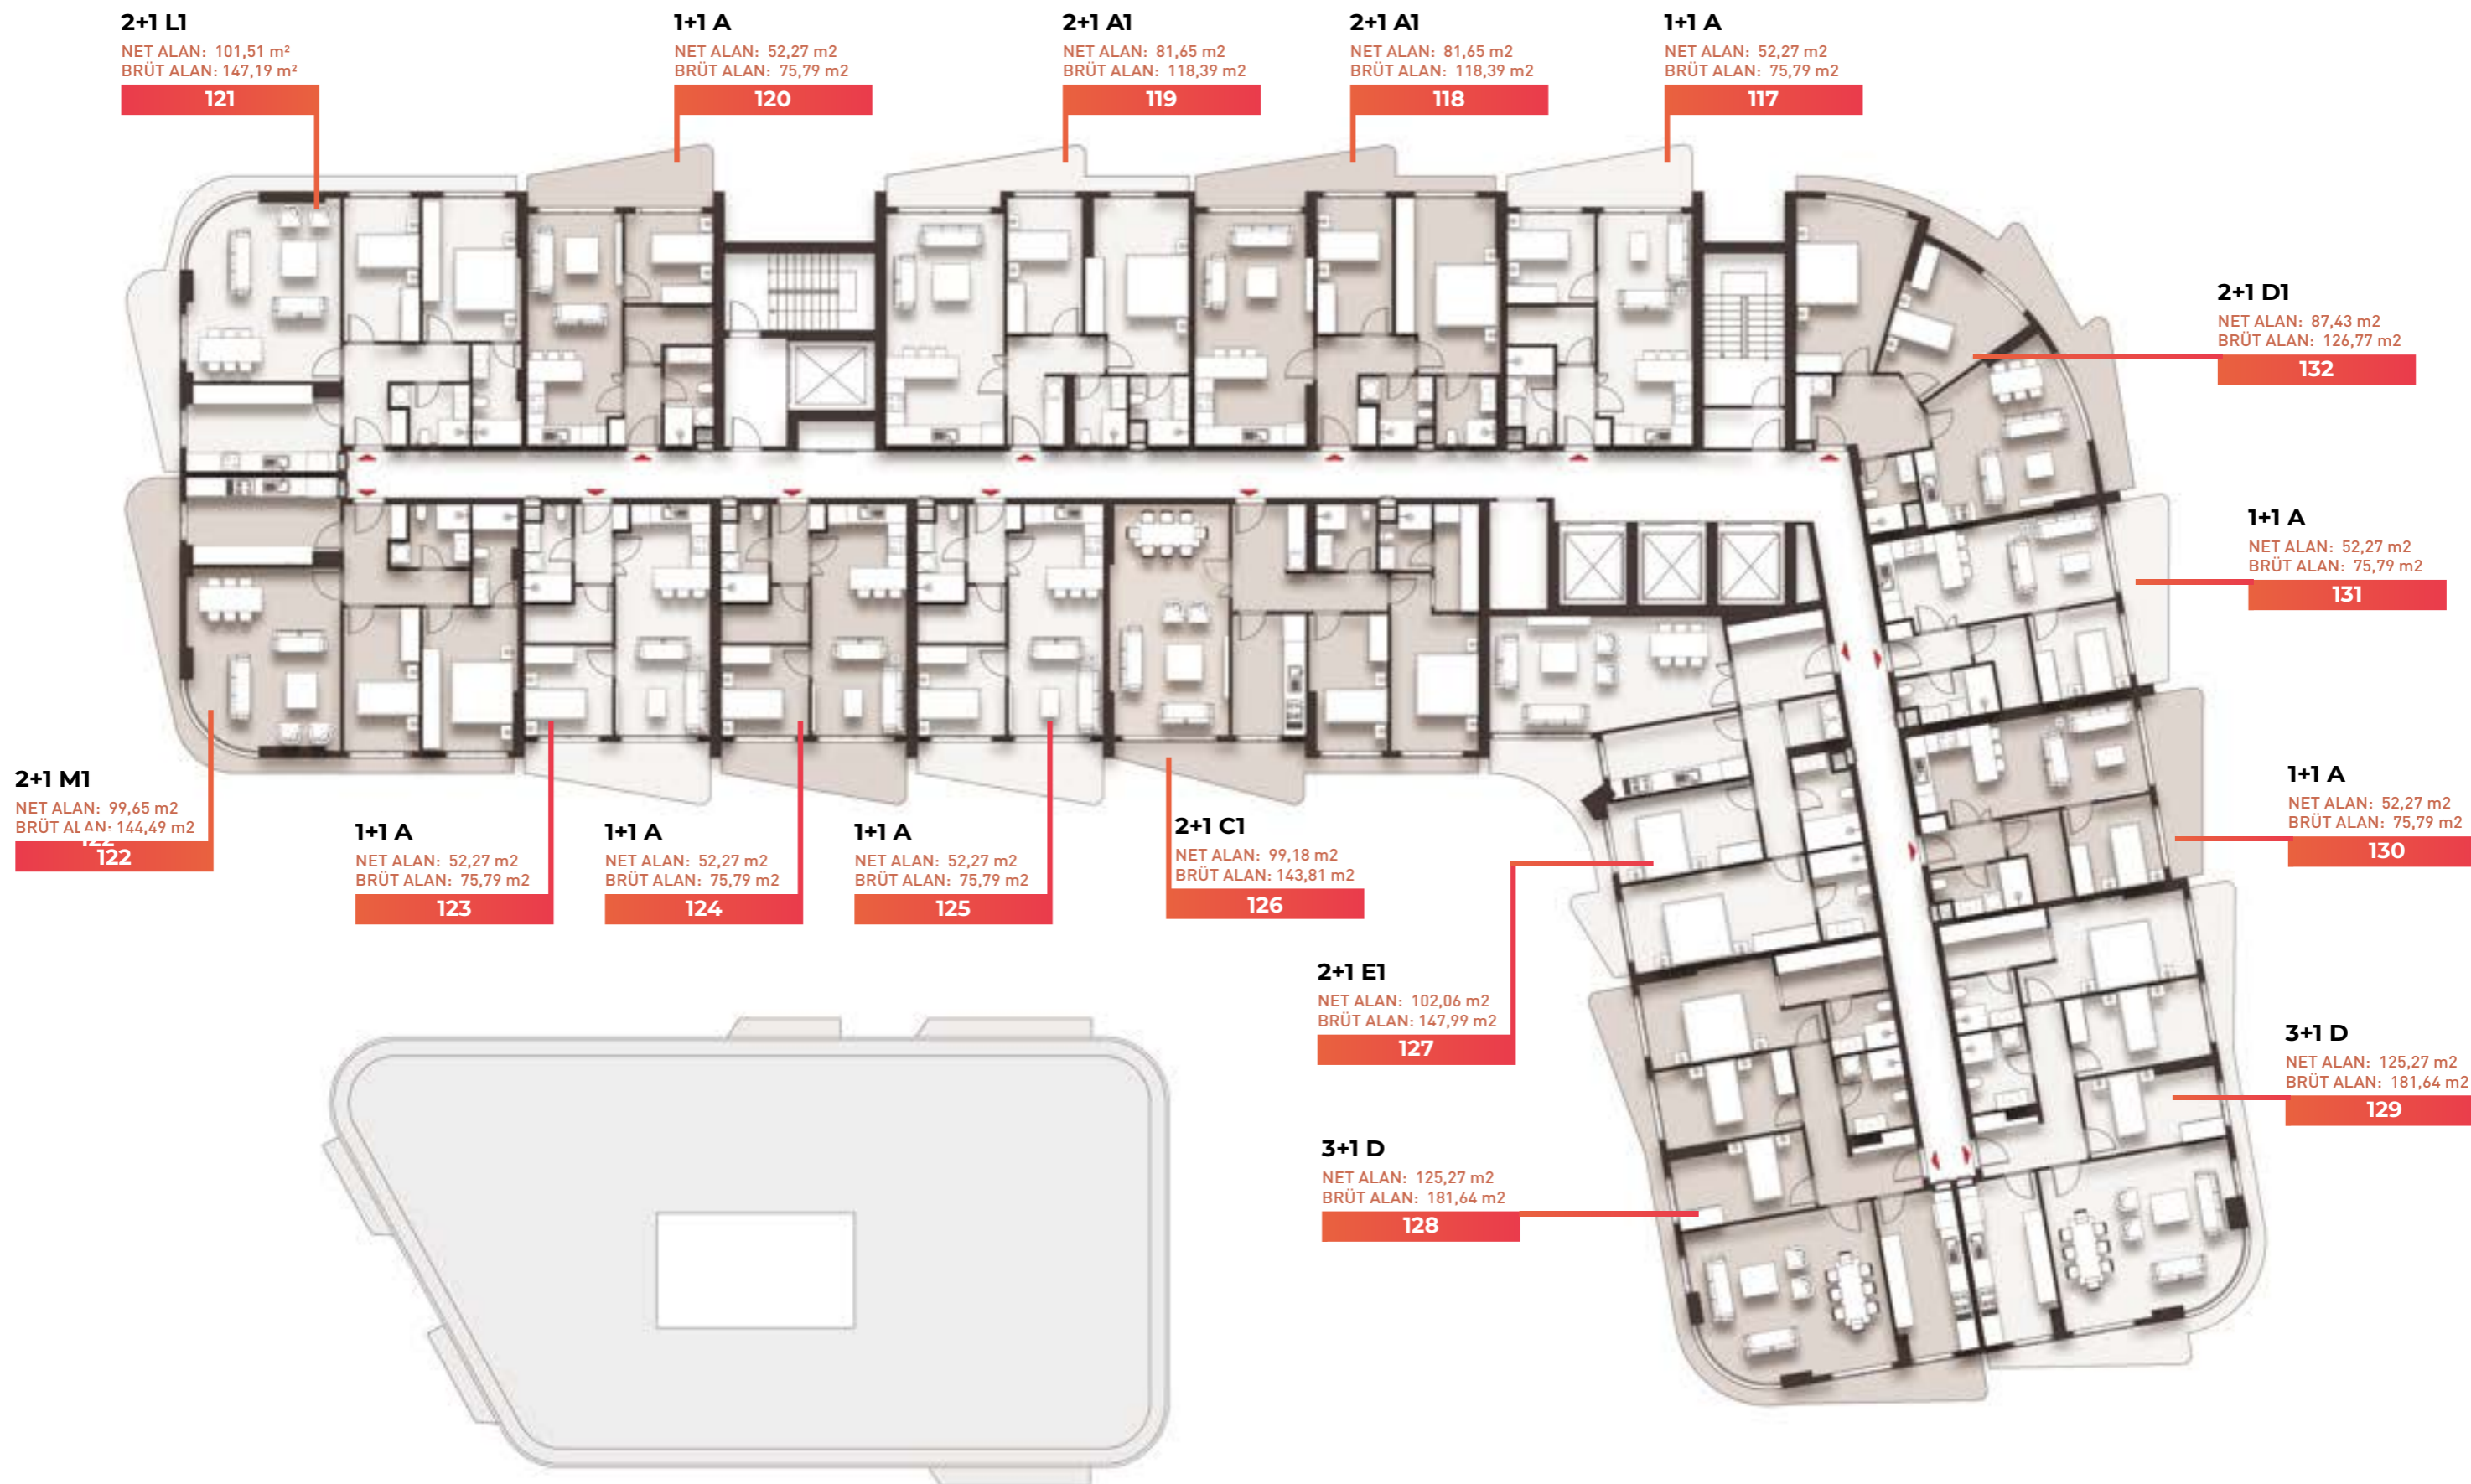 2+1 L1
NET ALAN: 101,51 m²
BRÜT ALAN: 147,19 m²
121
1+1 A
NET ALAN: 52,27 m2
BRÜT ALAN: 75,79 m2
120
2+1 A1
NET ALAN: 81,65 m2
BRÜT ALAN: 118,39 m2
119
2+1 A1
NET ALAN: 81,65 m2
BRÜT ALAN: 118,39 m2
118
1+1 A
NET ALAN: 52,27 m2
BRÜT ALAN: 75,79 m2
117
2+1 D1
NET ALAN: 87,43 m2
BRÜT ALAN: 126,77 m2
132
1+1 A
NET ALAN: 52,27 m2
BRÜT ALAN: 75,79 m2
131
1+1 A
NET ALAN: 52,27 m2
BRÜT ALAN: 75,79 m2
130
2+1 M1
NET ALAN: 99,65 m2
BRÜT ALAN: 144,49 m2
122
122
1+1 A
NET ALAN: 52,27 m2
BRÜT ALAN: 75,79 m2
123
1+1 A
NET ALAN: 52,27 m2
BRÜT ALAN: 75,79 m2
124
1+1 A
NET ALAN: 52,27 m2
BRÜT ALAN: 75,79 m2
125
2+1 C1
NET ALAN: 99,18 m2
BRÜT ALAN: 143,81 m2
126
2+1 E1
NET ALAN: 102,06 m2
BRÜT ALAN: 147,99 m2
127
3+1 D
NET ALAN: 125,27 m2
BRÜT ALAN: 181,64 m2
129
3+1 D
NET ALAN: 125,27 m2
BRÜT ALAN: 181,64 m2
128